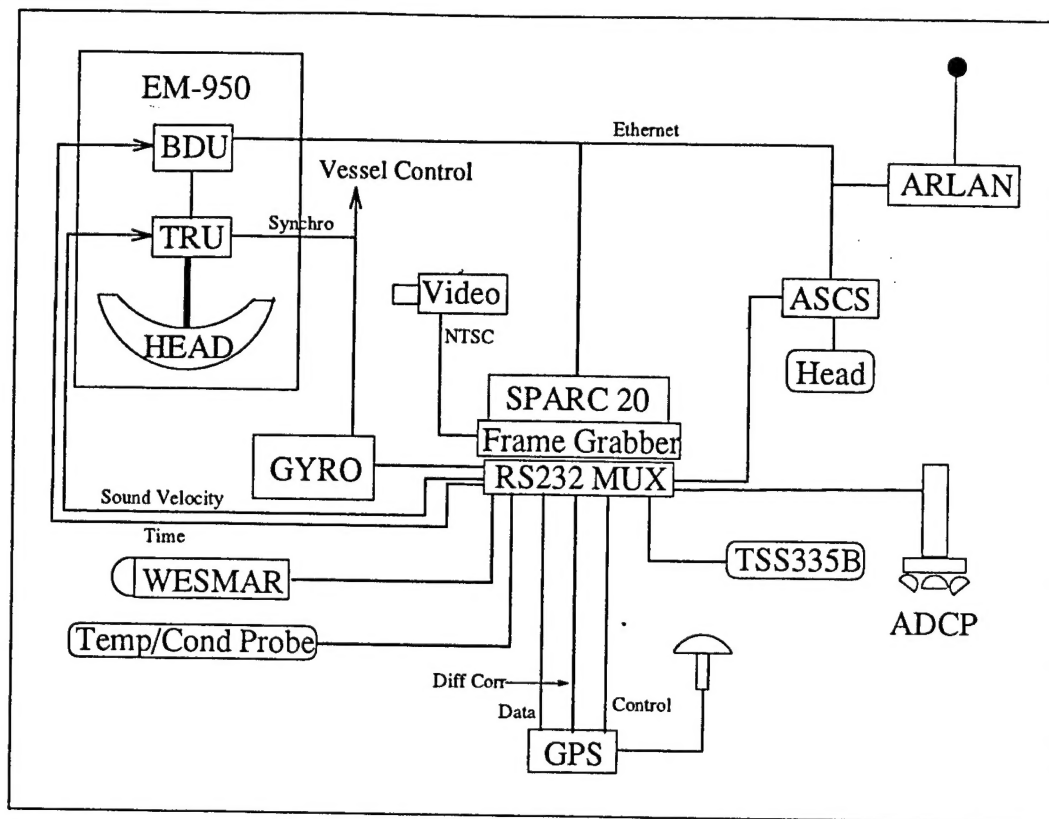 EM-950
BDU
Ethernet
Vessel Control
ARLAN
TRU
Synchro
Video
ASCS
HEAD
NTSC
Head
SPARC 20
Frame Grabber
GYRO
RS232 MUX
Sound Velocity
Time
TSS335B
WESMAR
ADCP
Temp/Cond Probe
Diff Corr
Data
Control
GPS